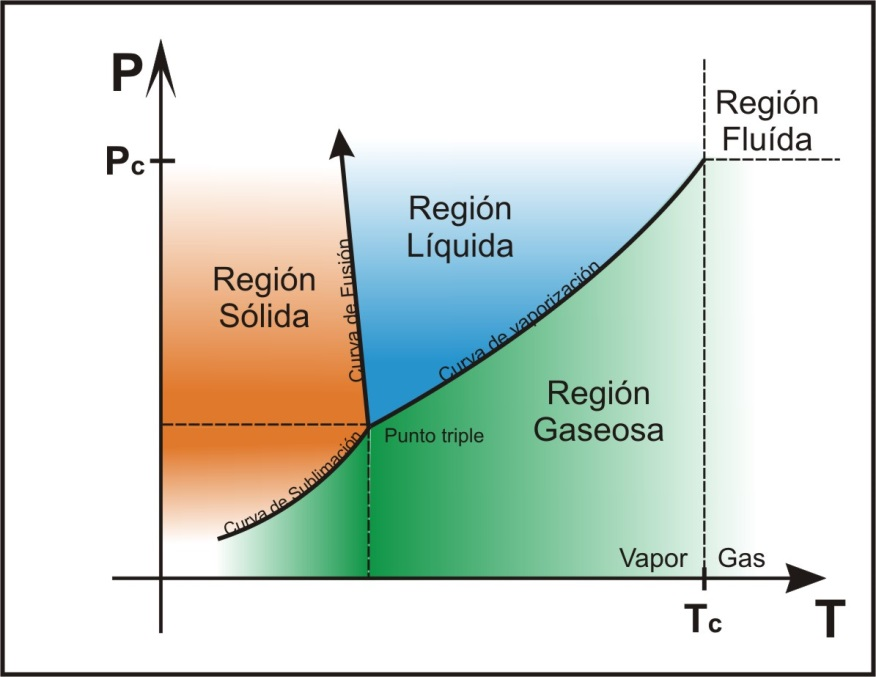 P
Pc
Región
Fluída
Región
Líquida
Región
Sólida
Curva de Fusión
Curva de vaporización
Región
Gaseosa
Punto triple
Curva de Sublimación
Vapor
Gas
Tc
T